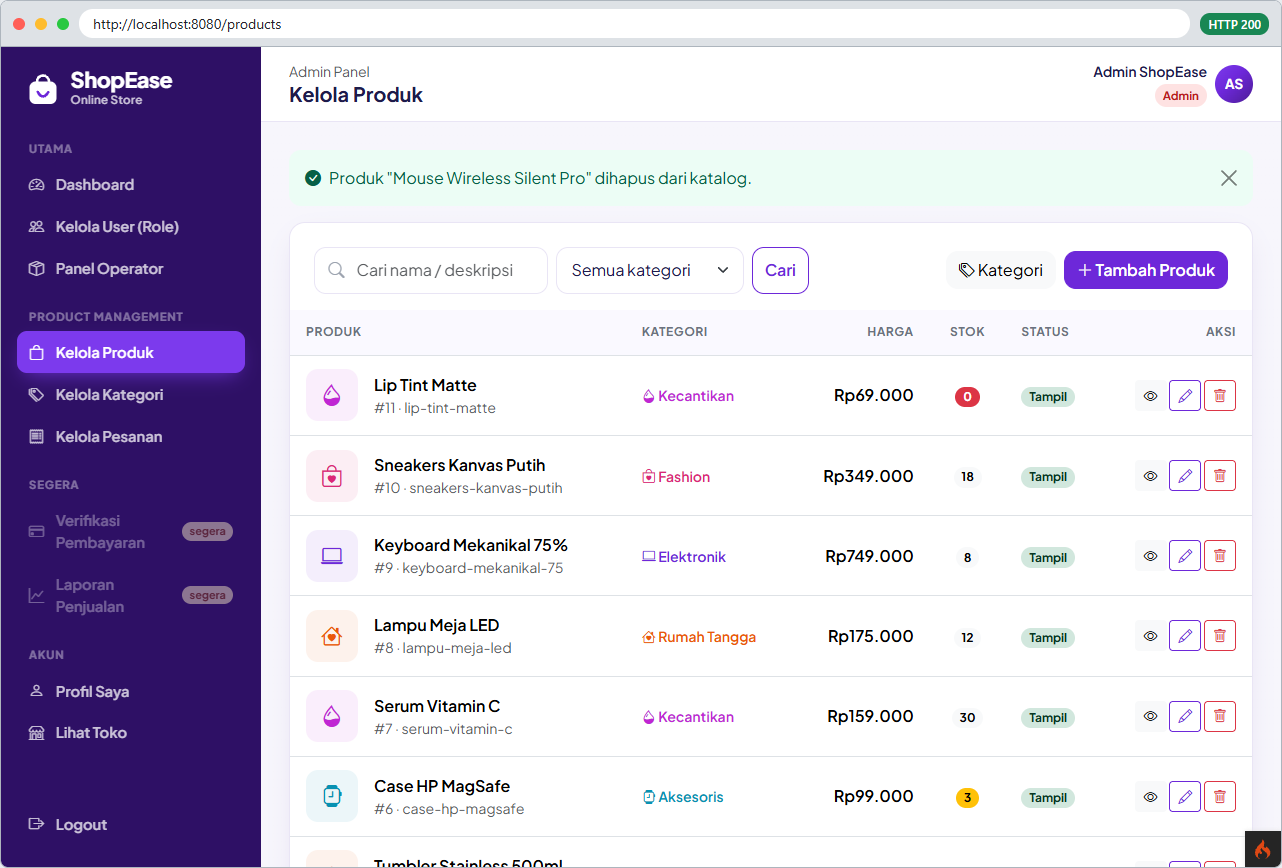 http://localhost:8080/products
HTTP 200
ShopEase
Online Store
UTAMA
Dashboard
Kelola User (Role)
Panel Operator
PRODUCT MANAGEMENT
Kelola Produk
Kelola Kategori
Kelola Pesanan
SEGERA
Verifikasi
Pembayaran
segera
Laporan
Penjualan
segera
AKUN
Profil Saya
Lihat Toko
Logout
Admin Panel
Kelola Produk
Admin ShopEase
Admin
AS
Produk "Mouse Wireless Silent Pro" dihapus dari katalog.
Cari nama / deskripsi
Semua kategori
Cari
Kategori
+ Tambah Produk
PRODUK KATEGORI HARGA STOK STATUS AKSI
Lip Tint Matte
#11 · lip-tint-matte
Kecantikan
Rp69.000
0
Tampil
Sneakers Kanvas Putih
#10 · sneakers-kanvas-putih
Fashion
Rp349.000
18
Tampil
Keyboard Mekanikal 75%
#9 · keyboard-mekanikal-75
Elektronik
Rp749.000
8
Tampil
Lampu Meja LED
#8 · lampu-meja-led
Rumah Tangga
Rp175.000
12
Tampil
Serum Vitamin C
#7 · serum-vitamin-c
Kecantikan
Rp159.000
30
Tampil
Case HP MagSafe
#6 · case-hp-magsafe
Aksesoris
Rp99.000
3
Tampil
Tumbler Stainless 500ml